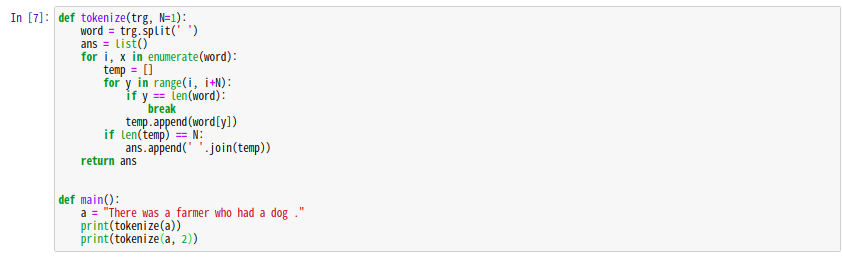 In [7]: def tokenize(trg, N=1):
    word = trg.split(' ')
    ans = list()
    for i, x in enumerate(word):
        temp = []
        for y in range(i, i+N):
            if y == len(word):
                break
            temp.append(word[y])
        if len(temp) == N:
            ans.append(' '.join(temp))
    return ans

def main():
    a = "There was a farmer who had a dog ."
    print(tokenize(a))
    print(tokenize(a, 2))